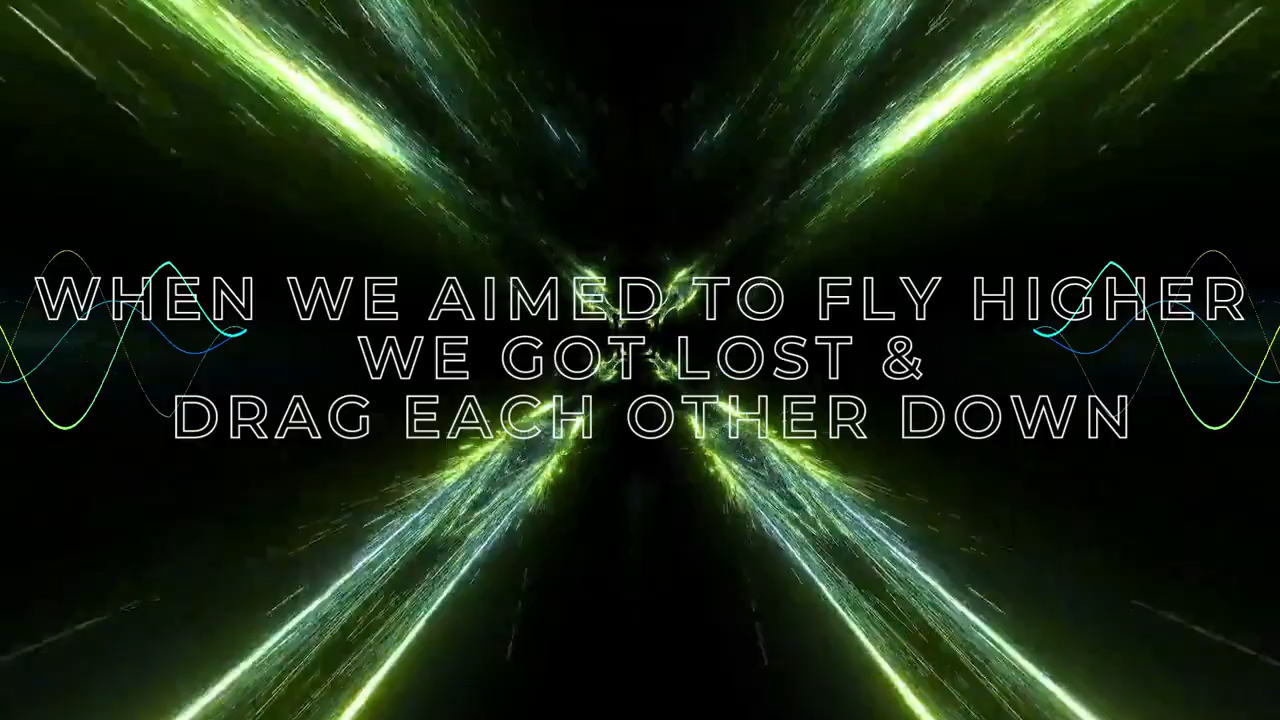 WHEN WE AIMED TO FLY HIGHER
WE GOT LOST &
DRAG EACH OTHER DOWN